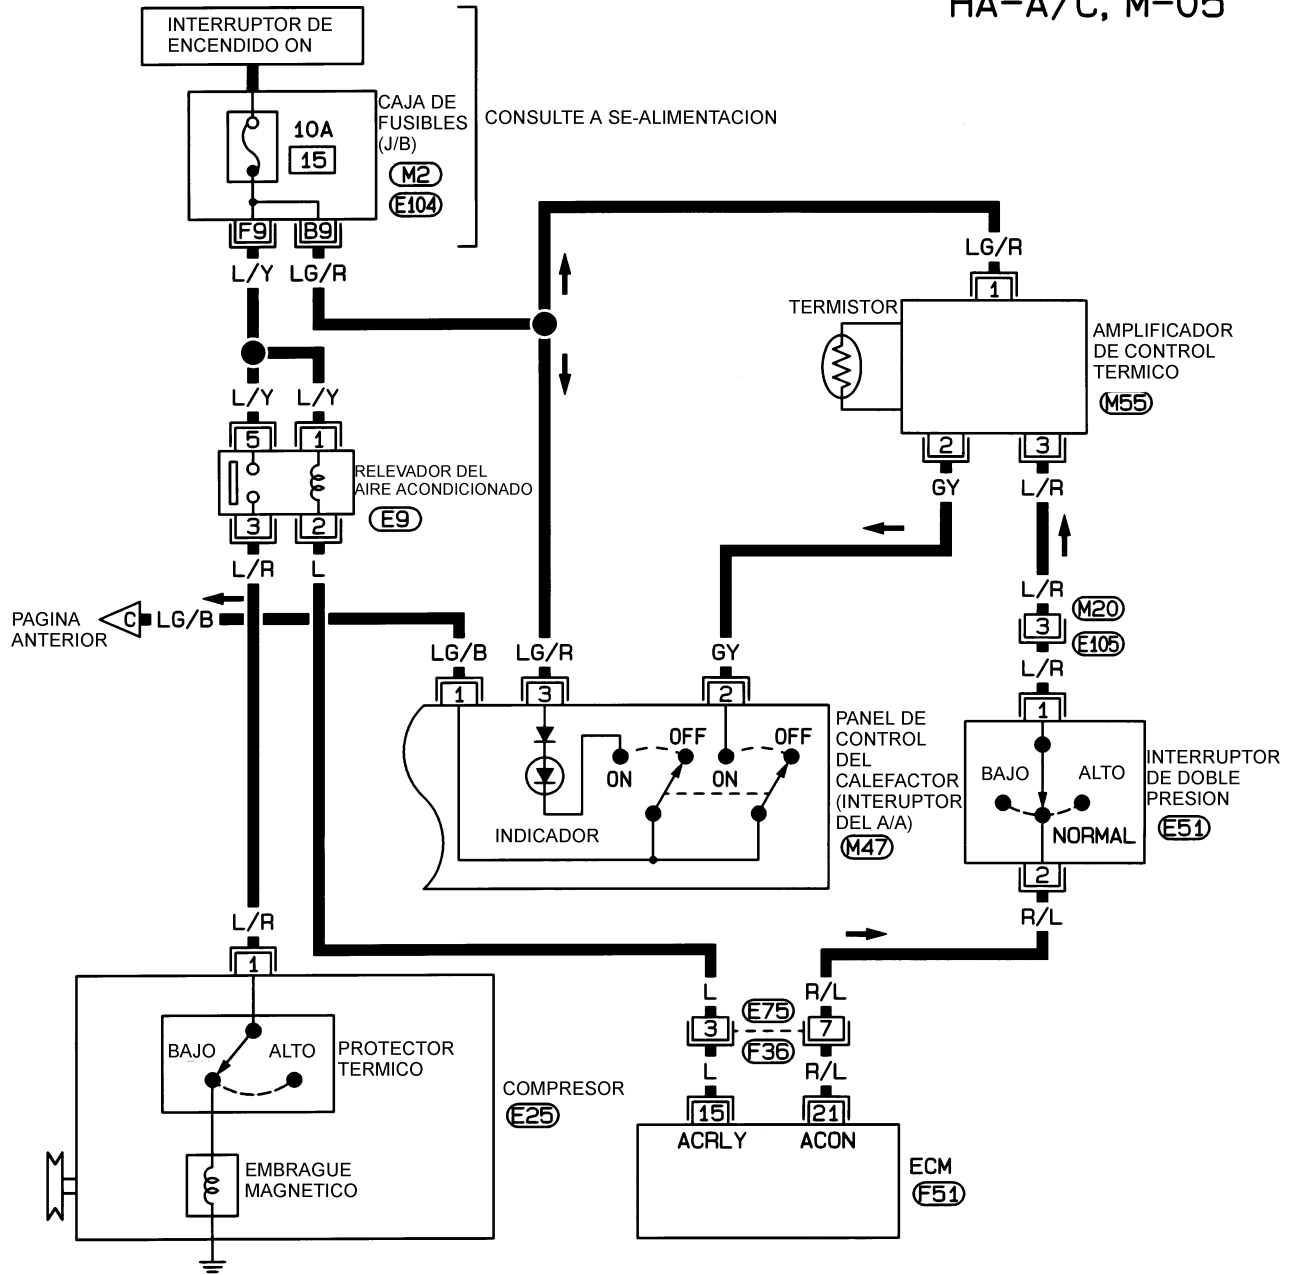 HA-A/C, M-05
INTERRUPTOR DE
ENCENDIDO ON
CAJA DE
FUSIBLES
(J/B)
CONSULTE A SE-ALIMENTACION
10A
15
M2
E104
F9
B9
L/Y
LG/R
LG/R
1
TERMISTOR
AMPLIFICADOR
DE CONTROL
TERMICO
M55
L/Y
L/Y
5
1
2
3
RELEVADOR DEL
AIRE ACONDICIONADO
E9
GY
L/R
3
2
L/R
L
PAGINA
ANTERIOR
C
LG/B
L/R
M20
3
E105
LG/B
LG/R
GY
L/R
1
3
2
1
PANEL DE
CONTROL
DEL
CALEFACTOR
(INTERUPTOR
DEL A/A)
M47
OFF
OFF
ON
ON
INDICADOR
INTERRUPTOR
DE DOBLE
PRESION
E51
BAJO
ALTO
NORMAL
2
R/L
L/R
1
L
R/L
E75
3
7
F36
L
R/L
BAJO
ALTO
PROTECTOR
TERMICO
COMPRESOR
E25
15
21
ACRLY
ACON
EMBRAGUE
MAGNETICO
ECM
F51